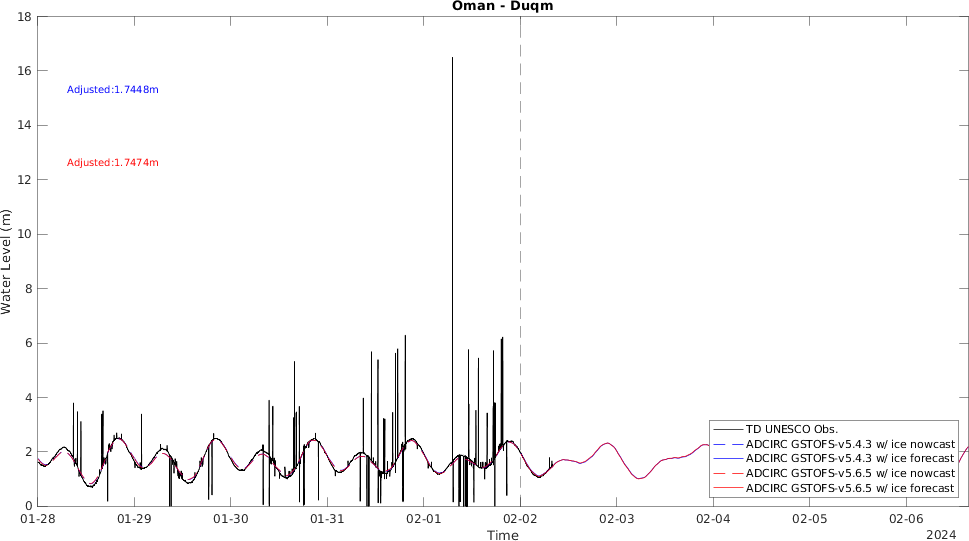 Oman - Duqm
18
16
14
12
10
8
6
4
2
0
Water Level (m)
Adjusted:1.7448m
Adjusted:1.7474m
TD UNESCO Obs.
ADCIRC GSTOFS-v5.4.3 w/ ice nowcast
ADCIRC GSTOFS-v5.4.3 w/ ice forecast
ADCIRC GSTOFS-v5.6.5 w/ ice nowcast
ADCIRC GSTOFS-v5.6.5 w/ ice forecast
01-28 01-29 01-30 01-31 02-01 02-02 02-03 02-04 02-05 02-06
Time
2024